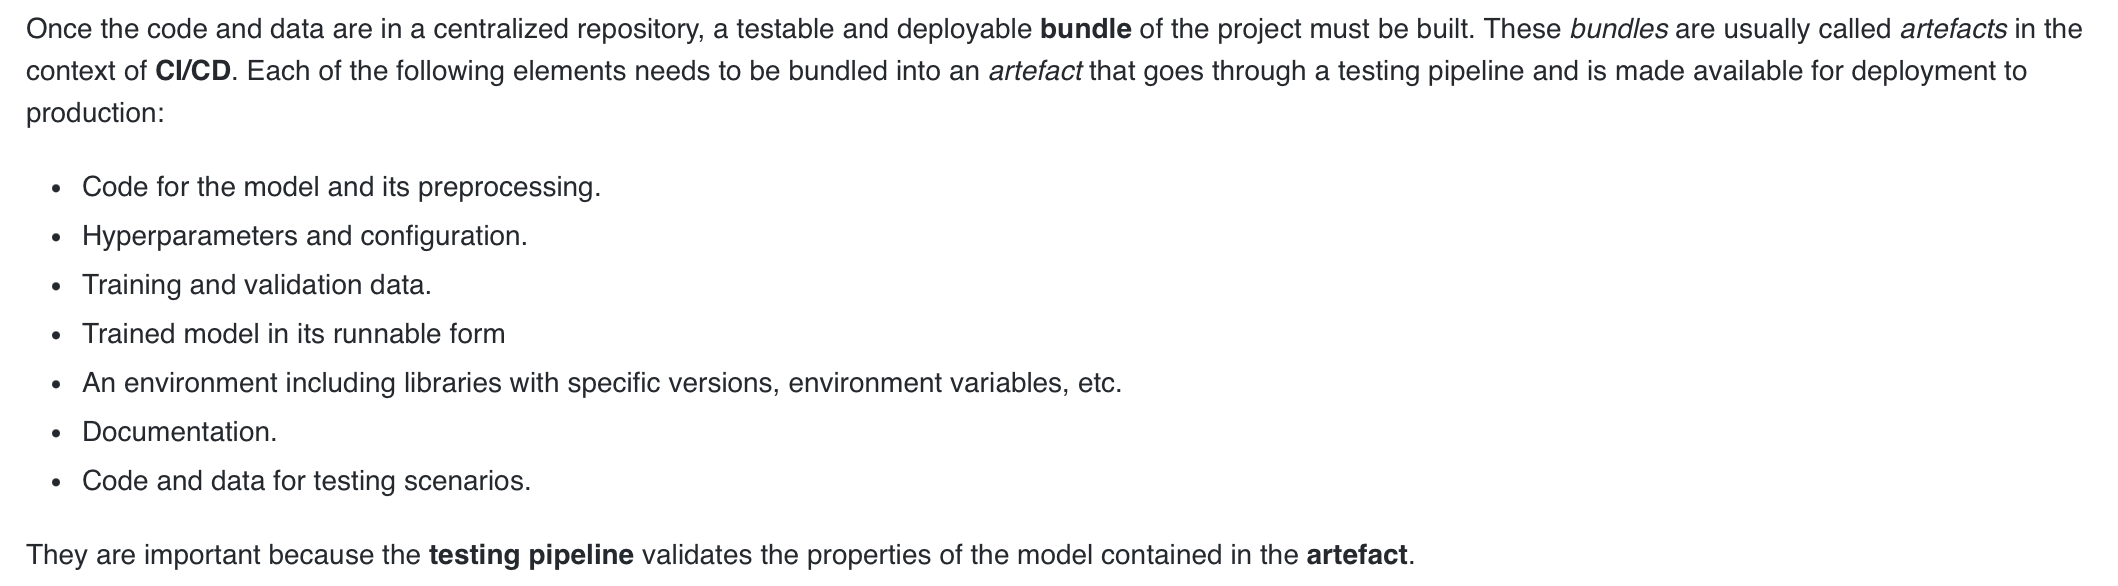 Once the code and data are in a centralized repository, a testable and deployable bundle of the project must be built. These bundles are usually called artefacts in the
context of CI/CD. Each of the following elements needs to be bundled into an artefact that goes through a testing pipeline and is made available for deployment to
production:
• Code for the model and its preprocessing.
• Hyperparameters and configuration.
• Training and validation data.
• Trained model in its runnable form
• An environment including libraries with specific versions, environment variables, etc.
• Documentation.
• Code and data for testing scenarios.
They are important because the testing pipeline validates the properties of the model contained in the artefact.